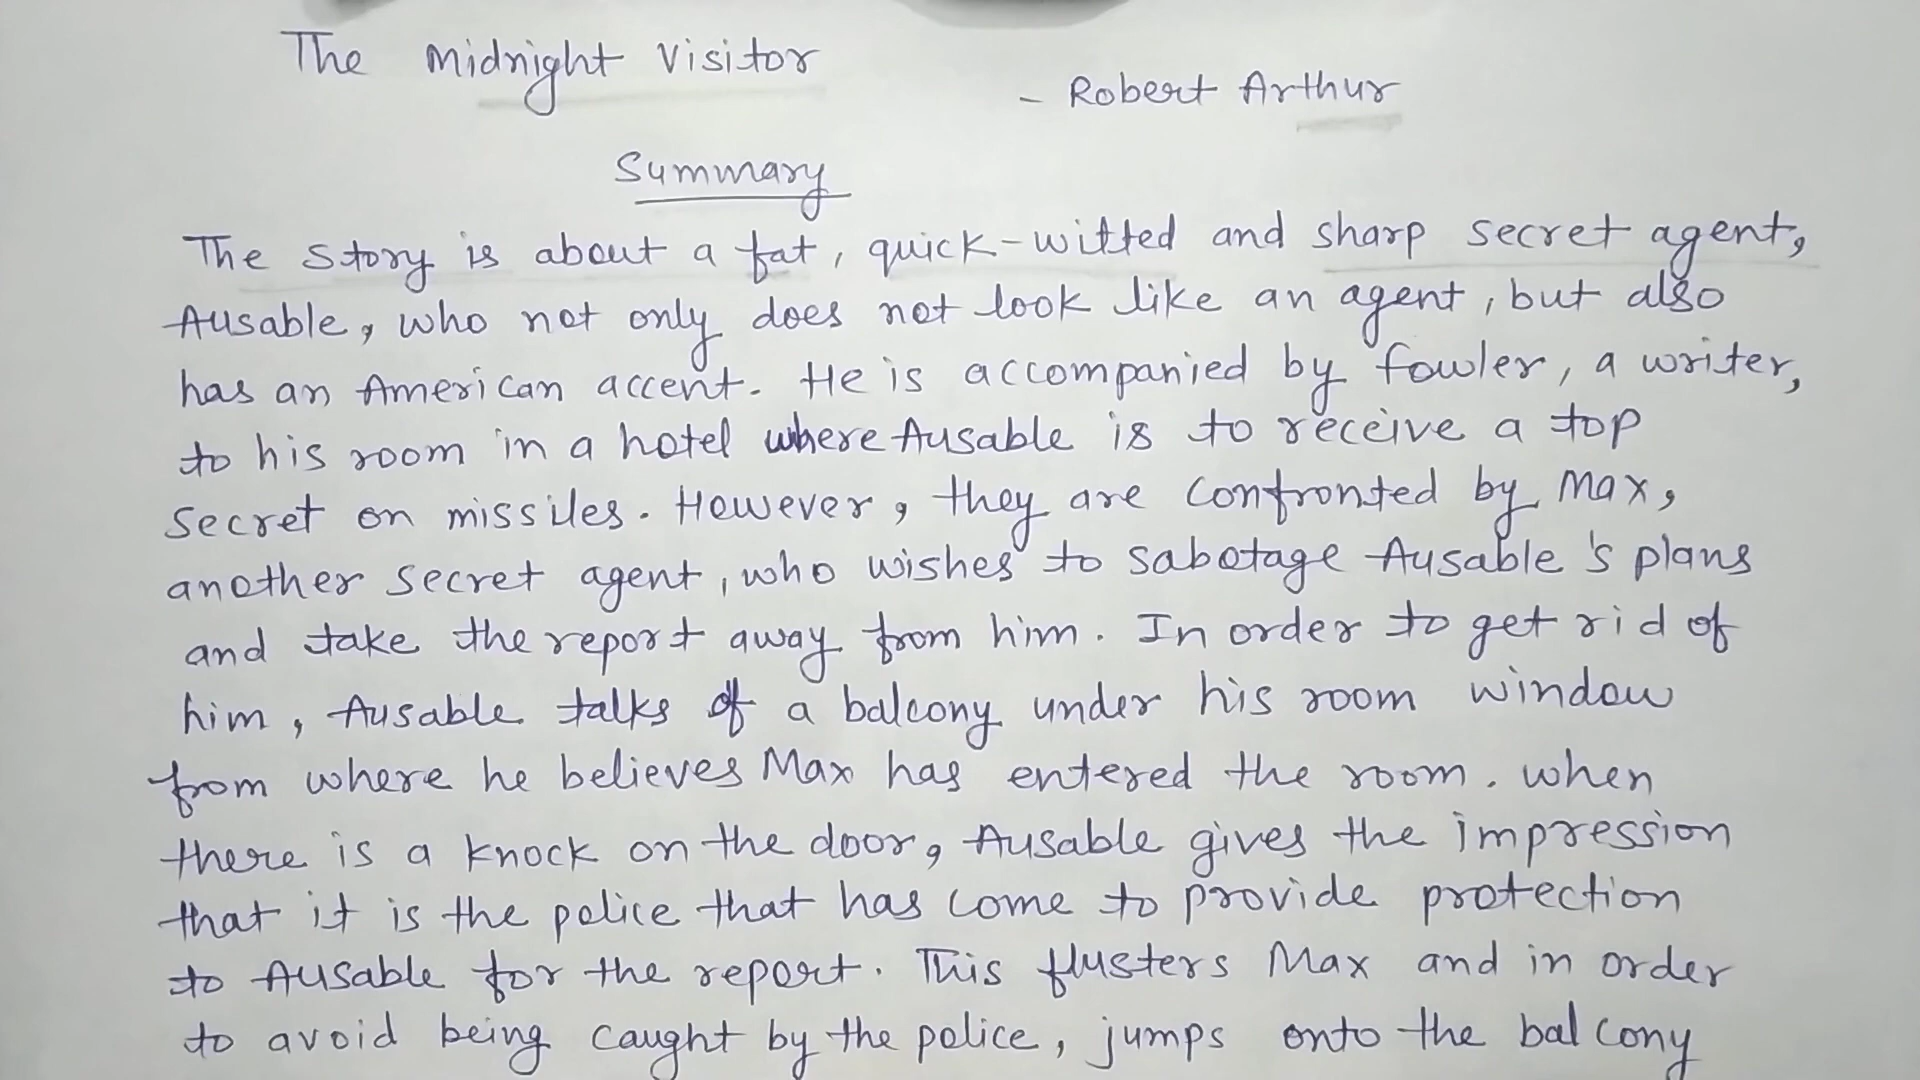 The Midnight Visitor
- Robert Arthur
Summary
The story is about a fat, quick-witted and sharp secret agent,
Ausable, who not only does not look like an agent, but also
has an American accent. He is accompanied by fowler, a writer,
to his room in a hotel where Ausable is to receive a top
secret on missiles. However, they are confronted by Max,
another secret agent, who wishes to sabotage Ausable's plans
and take the report away from him. In order to get rid of
him, Ausable talks of a balcony under his room window
from where he believes Max has entered the room. when
there is a knock on the door, Ausable gives the impression
that it is the police that has come to provide protection
to Ausable for the report. This flusters Max and in order
to avoid being caught by the police, jumps onto the balcony